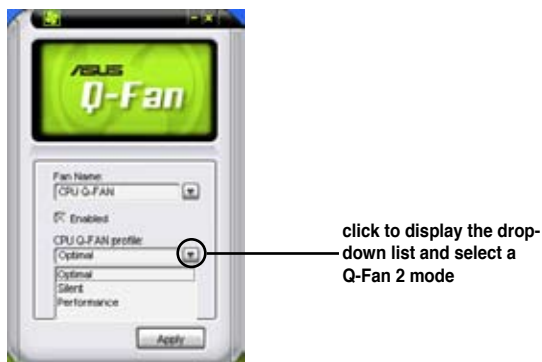 ASUS
Q-Fan
Fan Name:
CPU Q-FAN
Enabled
CPU Q-FAN profile:
Optimal
Optimal
Silent
Performance
Apply
click to display the drop-
down list and select a
Q-Fan 2 mode